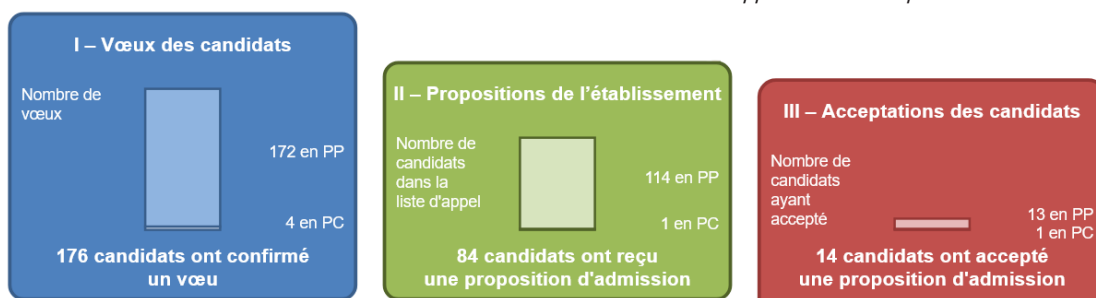 I – Vœux des candidats
Nombre de
vœux
172 en PP
4 en PC
176 candidats ont confirmé
un vœu
II – Propositions de l'établissement
Nombre de
candidats
dans la
liste d'appel
114 en PP
1 en PC
84 candidats ont reçu
une proposition d'admission
III – Acceptations des candidats
Nombre de
candidats
ayant
accepté
13 en PP
1 en PC
14 candidats ont accepté
une proposition d'admission